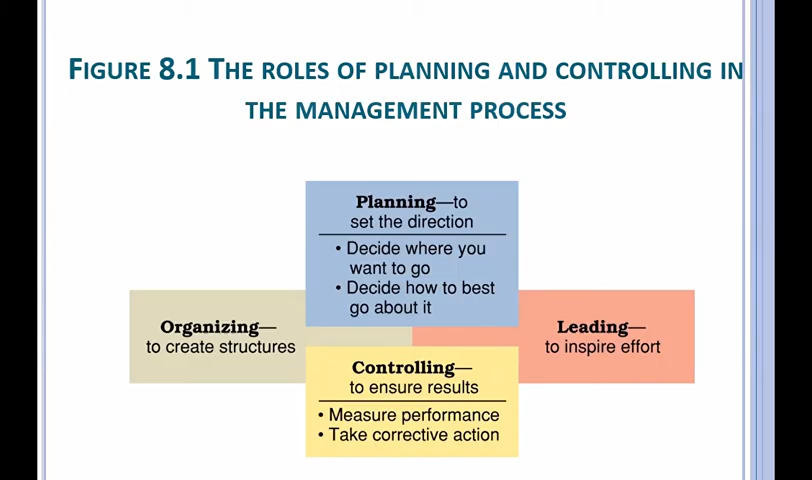 FIGURE 8.1 THE ROLES OF PLANNING AND CONTROLLING IN
THE MANAGEMENT PROCESS
Planning—to
set the direction
• Decide where you
want to go
• Decide how to best
go about it
Organizing—
to create structures
Leading—
to inspire effort
Controlling—
to ensure results
• Measure performance
• Take corrective action